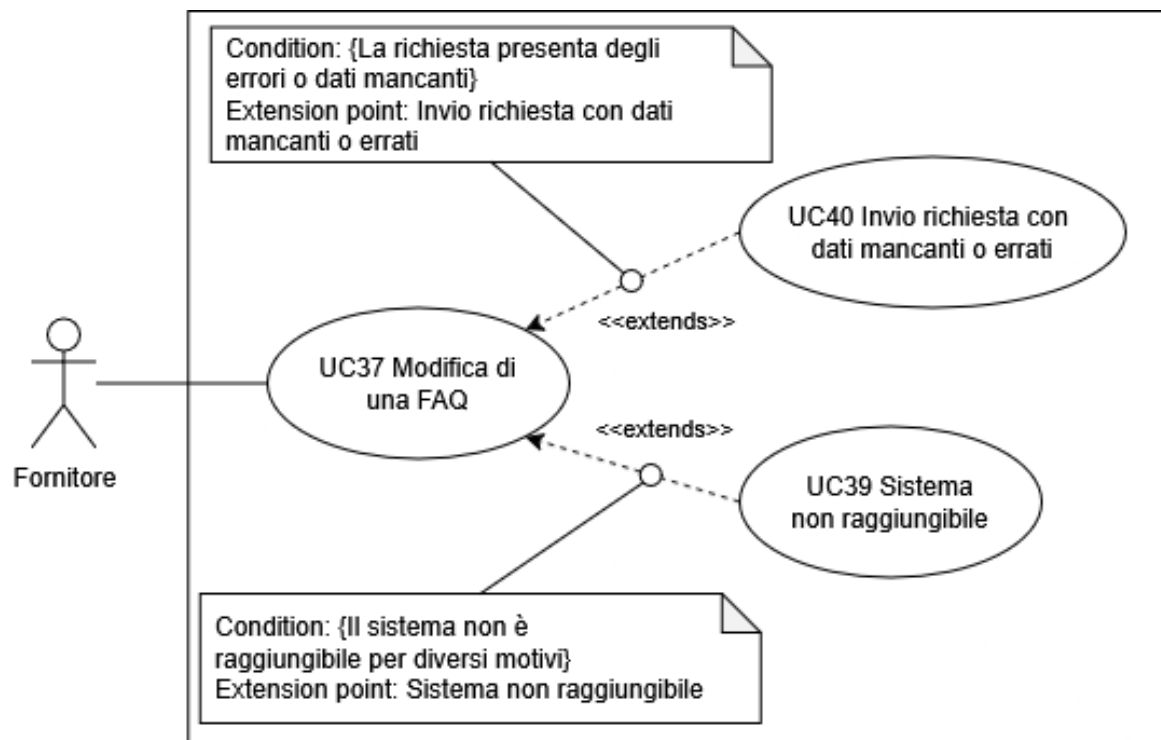 Condition: {La richiesta presenta degli
errori o dati mancanti}
Extension point: Invio richiesta con dati
mancanti o errati
UC40 Invio richiesta con
dati mancanti o errati
<<extends>>
UC37 Modifica di
una FAQ
<<extends>>
Fornitore
UC39 Sistema
non raggiungibile
Condition: {Il sistema non è
raggiungibile per diversi motivi}
Extension point: Sistema non raggiungibile